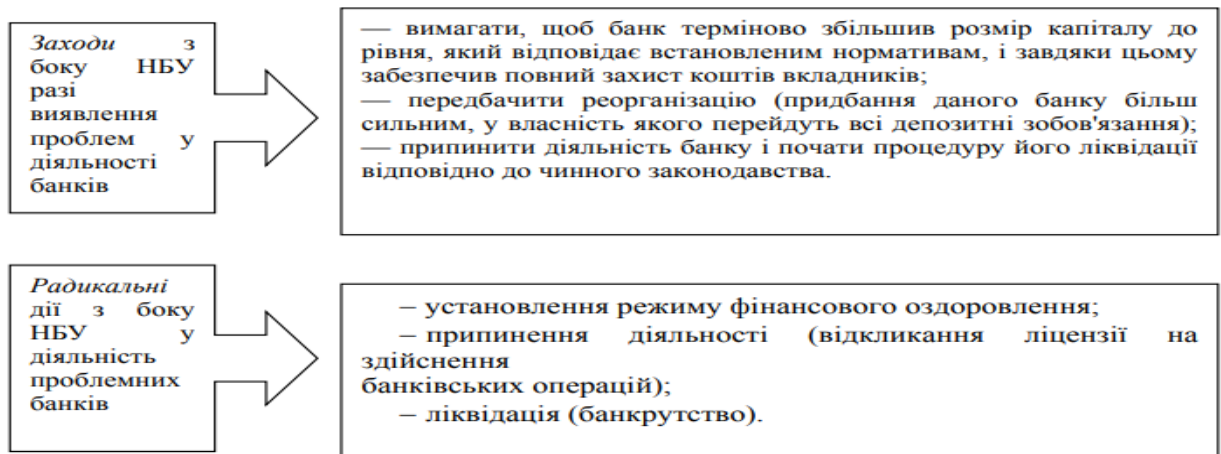 Заходи з
боку НБУ
разі
виявлення
проблем у
діяльності
банків
— вимагати, щоб банк терміново збільшив розмір капіталу до
рівня, який відповідає встановленим нормативам, і завдяки цьому
забезпечив повний захист коштів вкладників;
— передбачити реорганізацію (придбання даного банку більш
сильним, у власність якого перейдуть всі депозитні зобов'язання);
— припинити діяльність банку і почати процедуру його ліквідації
відповідно до чинного законодавства.
Радикальні
дії з боку
НБУ у
діяльність
проблемних
банків
– установлення режиму фінансового оздоровлення;
– припинення діяльності (відкликання ліцензії на
здійснення
банківських операцій);
– ліквідація (банкрутство).